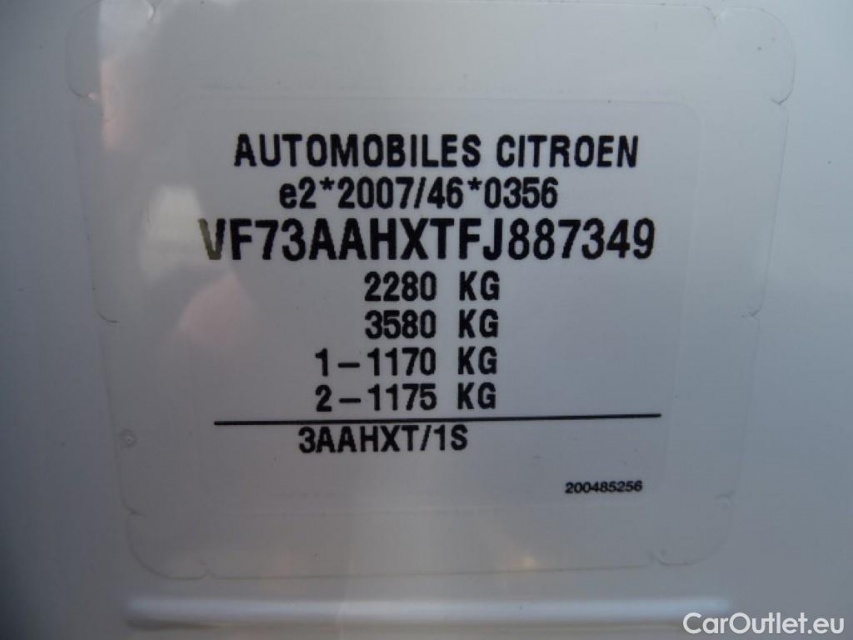 AUTOMOBILES CITROEN
e2*2007/46*0356
VF73AAHXTFJ887349
2280 KG
3580 KG
1-1170 KG
2-1175 KG
3AAHXT/1S
200485256
CarOutlet.eu